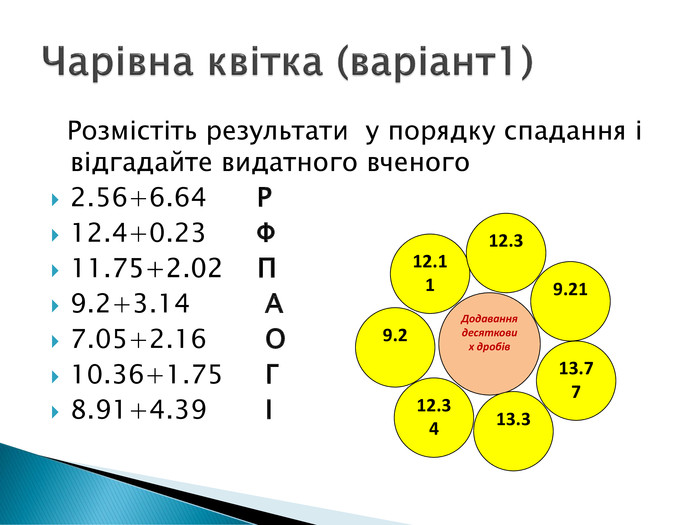 Чарівна квітка (варіант1)
Розмістіть результати у порядку спадання і
відгадайте видатного вченого
2.56+6.64 Р
12.4+0.23 Ф
11.75+2.02 П
9.2+3.14 А
7.05+2.16 О
10.36+1.75 Г
8.91+4.39 І
12.3
12.1
1
9.21
Додавання
десяткови
х дробів
9.2
13.7
7
12.3
4
13.3